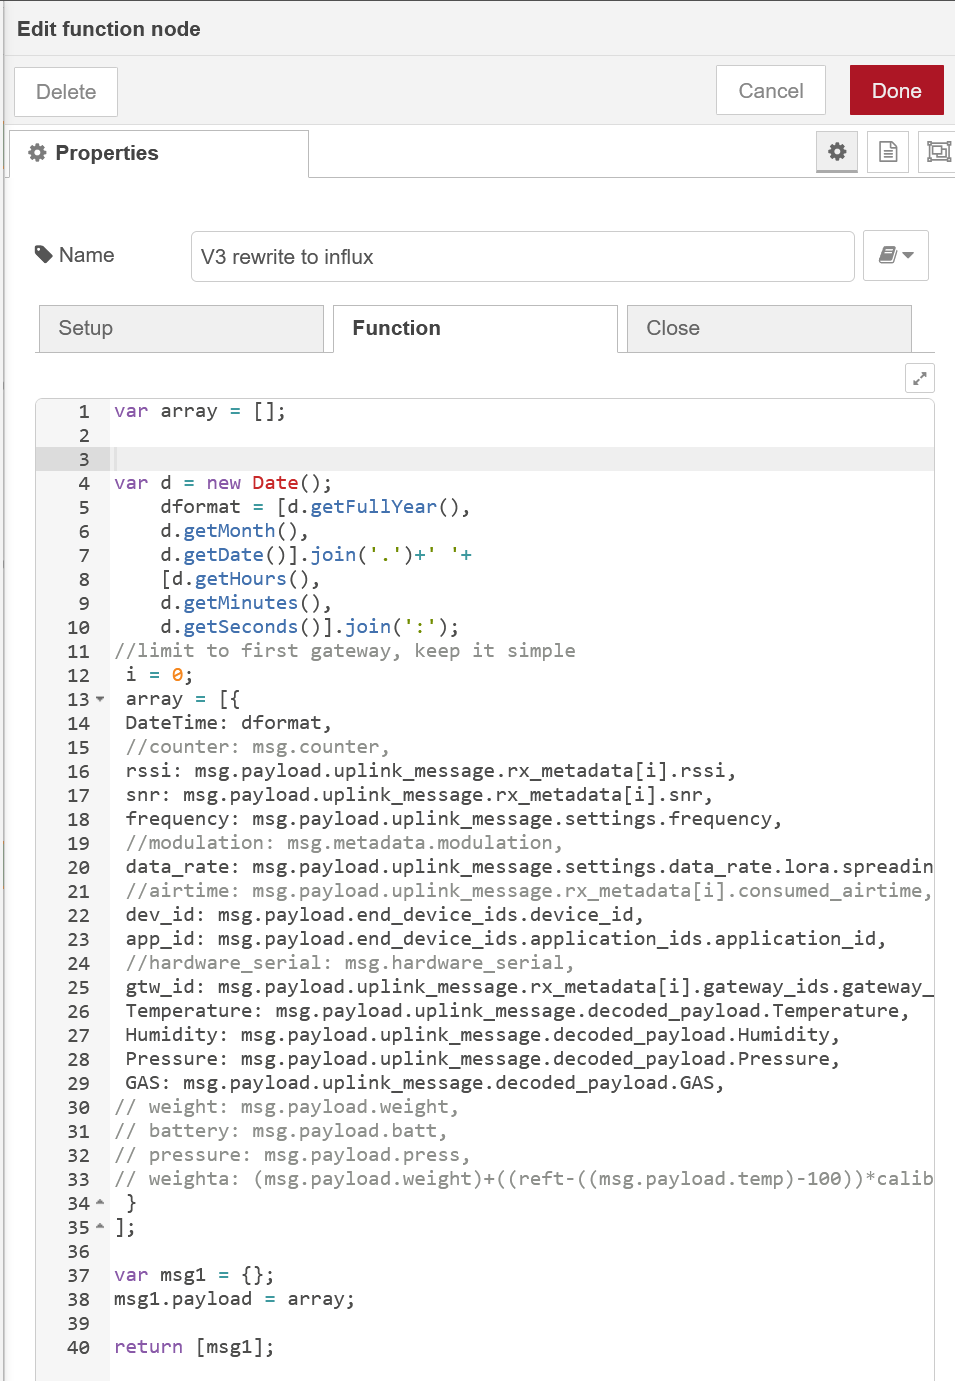 Edit function node
Delete
Cancel
Done
Properties
Name
V3 rewrite to influx
Setup
Function
Close
1 var array = [];
2
3
4 var d = new Date();
5     dformat = [d.getFullYear(),
6     d.getMonth(),
7     d.getDate()].join('.')+' '+
8     [d.getHours(),
9     d.getMinutes(),
10     d.getSeconds()].join(':');
11 //limit to first gateway, keep it simple
12  i = 0;
13  array = [{
14  DateTime: dformat,
15  //counter: msg.counter,
16  rssi: msg.payload.uplink_message.rx_metadata[i].rssi,
17  snr: msg.payload.uplink_message.rx_metadata[i].snr,
18  frequency: msg.payload.uplink_message.settings.frequency,
19  //modulation: msg.metadata.modulation,
20  data_rate: msg.payload.uplink_message.settings.data_rate.lora.spreadin
21  //airtime: msg.payload.uplink_message.rx_metadata[i].consumed_airtime,
22  dev_id: msg.payload.end_device_ids.device_id,
23  app_id: msg.payload.end_device_ids.application_ids.application_id,
24  //hardware_serial: msg.hardware_serial,
25  gtw_id: msg.payload.uplink_message.rx_metadata[i].gateway_ids.gateway_
26  Temperature: msg.payload.uplink_message.decoded_payload.Temperature,
27  Humidity: msg.payload.uplink_message.decoded_payload.Humidity,
28  Pressure: msg.payload.uplink_message.decoded_payload.Pressure,
29  GAS: msg.payload.uplink_message.decoded_payload.GAS,
30 // weight: msg.payload.weight,
31 // battery: msg.payload.batt,
32 // pressure: msg.payload.press,
33 // weighta: (msg.payload.weight)+((reft-((msg.payload.temp)-100))*calib
34  }
35 ];
36
37 var msg1 = {};
38 msg1.payload = array;
39
40 return [msg1];